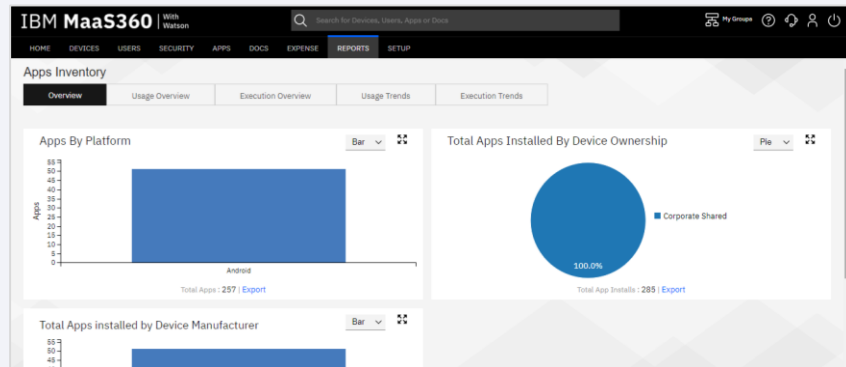 IBM MaaS360 | With Watson
Search for Devices, Users, Apps or Docs
My Groups
HOME DEVICES USERS SECURITY APPS DOCS EXPENSE REPORTS SETUP
Apps Inventory
Overview Usage Overview Execution Overview Usage Trends Execution Trends
Apps By Platform
Bar
55
50
45
40
35
30
25
20
15
10
5
0
Apps
Android
Total Apps : 257 | Export
Total Apps Installed By Device Ownership
Pie
Corporate Shared
100.0%
Total App Installs : 285 | Export
Total Apps installed by Device Manufacturer
Bar
55
50
45